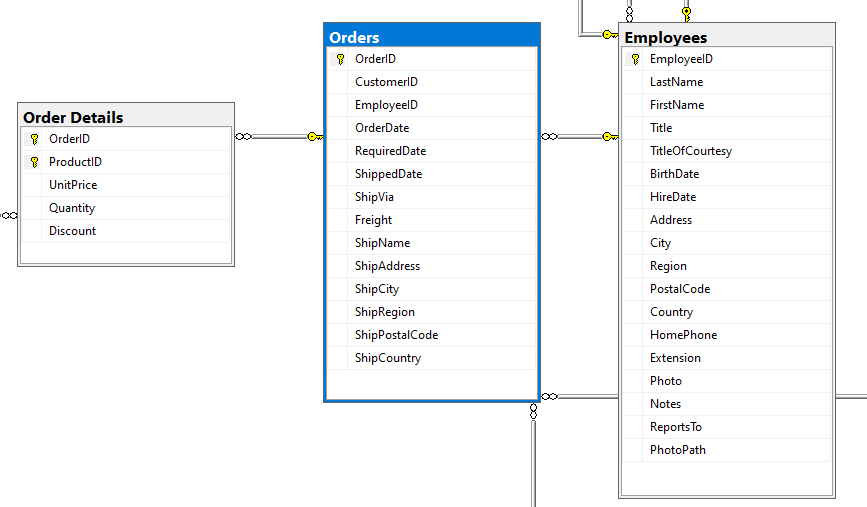 Order Details
OrderID
ProductID
UnitPrice
Quantity
Discount
Orders
OrderID
CustomerID
EmployeeID
OrderDate
RequiredDate
ShippedDate
ShipVia
Freight
ShipName
ShipAddress
ShipCity
ShipRegion
ShipPostalCode
ShipCountry
Employees
EmployeeID
LastName
FirstName
Title
TitleOfCourtesy
BirthDate
HireDate
Address
City
Region
PostalCode
Country
HomePhone
Extension
Photo
Notes
ReportsTo
PhotoPath